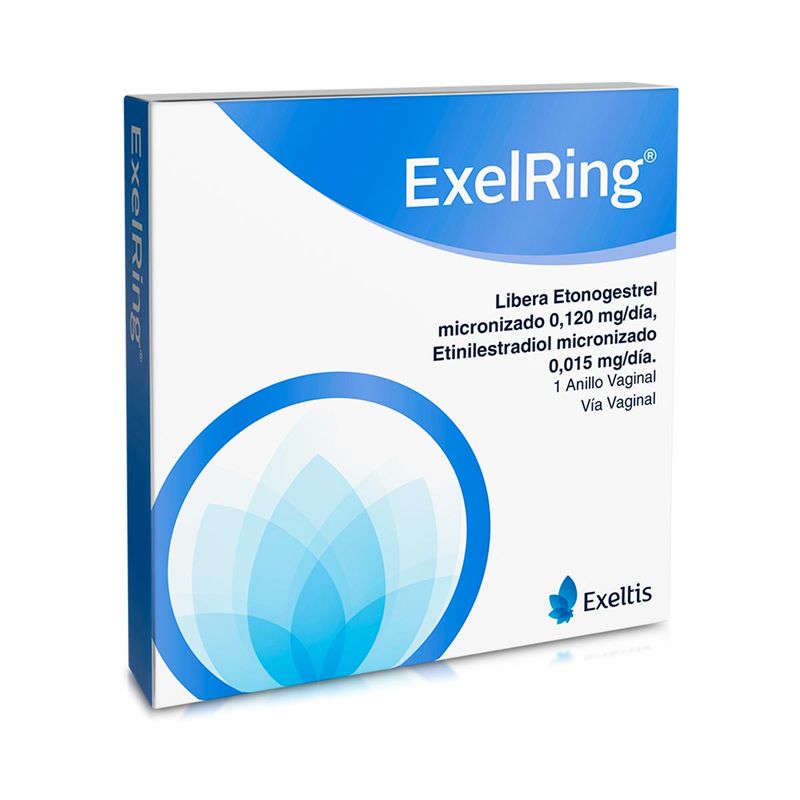 ExelRing®
ExelRing®
Libera Etonogestrel
micronizado 0,120 mg/día,
Etinilestradiol micronizado
0,015 mg/día.
1 Anillo Vaginal
Vía Vaginal
Exeltis